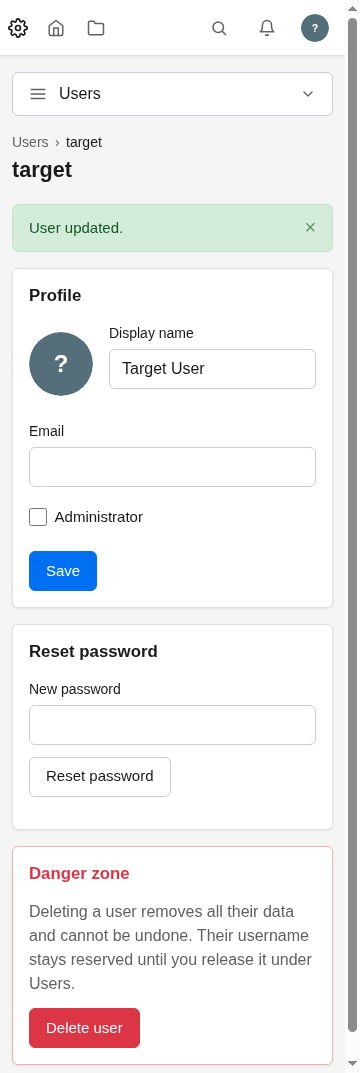 ?
Users
Users › target
target
User updated. ×
Profile
?
Display name
Target User
Email
Administrator
Save
Reset password
New password
Reset password
Danger zone
Deleting a user removes all their data
and cannot be undone. Their username
stays reserved until you release it under
Users.
Delete user